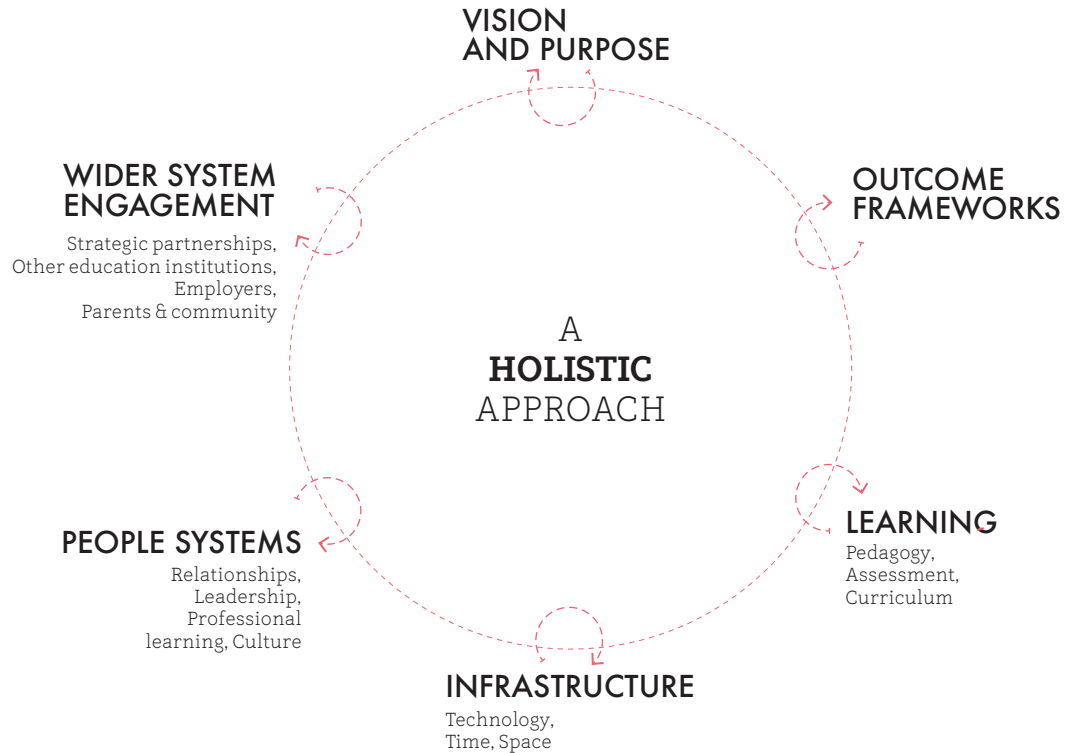 VISION
AND PURPOSE
OUTCOME
FRAMEWORKS
LEARNING
Pedagogy,
Assessment,
Curriculum
INFRASTRUCTURE
Technology,
Time, Space
PEOPLE SYSTEMS
Relationships,
Leadership,
Professional
learning, Culture
WIDER SYSTEM
ENGAGEMENT
Strategic partnerships,
Other education institutions,
Employers,
Parents & community
A
HOLISTIC
APPROACH